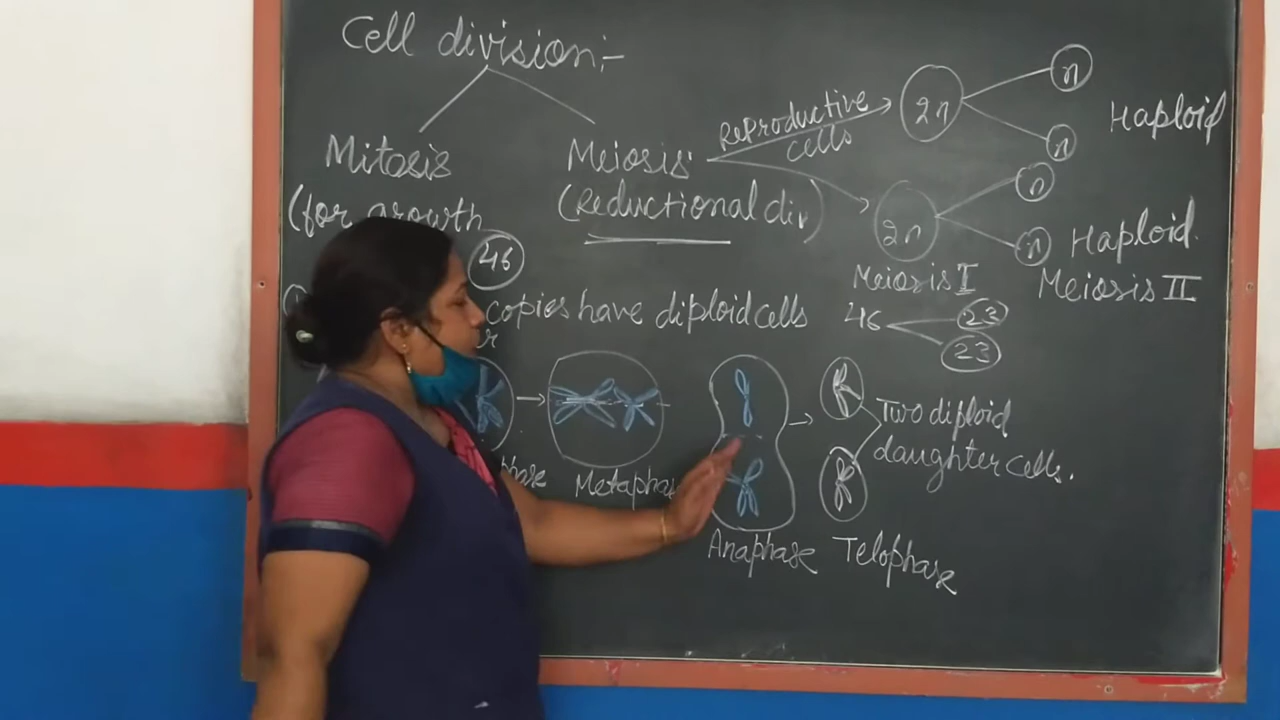 Cell division:-
Mitosis
(for growth
46
copies have diploid cells
Meiosis
(Reductional div)
Reproductive
cells
2n
n
n
Haploid
2n
n
n
Haploid
Meiosis I
Meiosis II
46
23
23
Metaphase
Anaphase
Telophase
Two diploid
daughter cells.